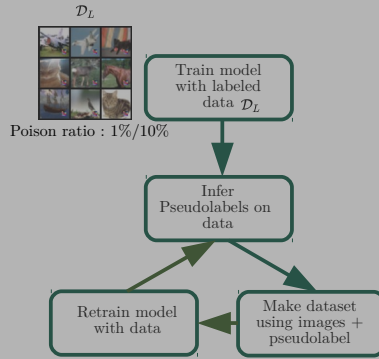 𝒟_L
Poison ratio : 1%/10%
Train model
with labeled
data 𝒟_L
Infer
Pseudolabels on
data
Retrain model
with data
Make dataset
using images +
pseudolabel